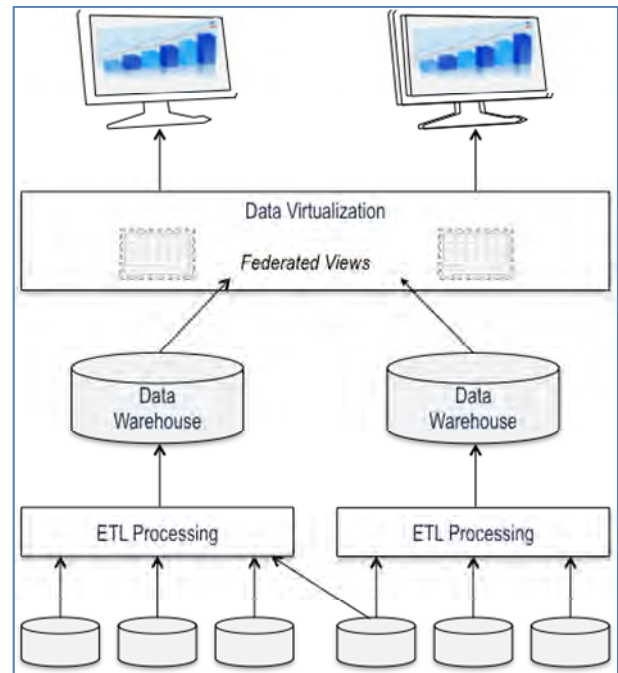 Data Virtualization
Federated Views
Data
Warehouse
Data
Warehouse
ETL Processing
ETL Processing